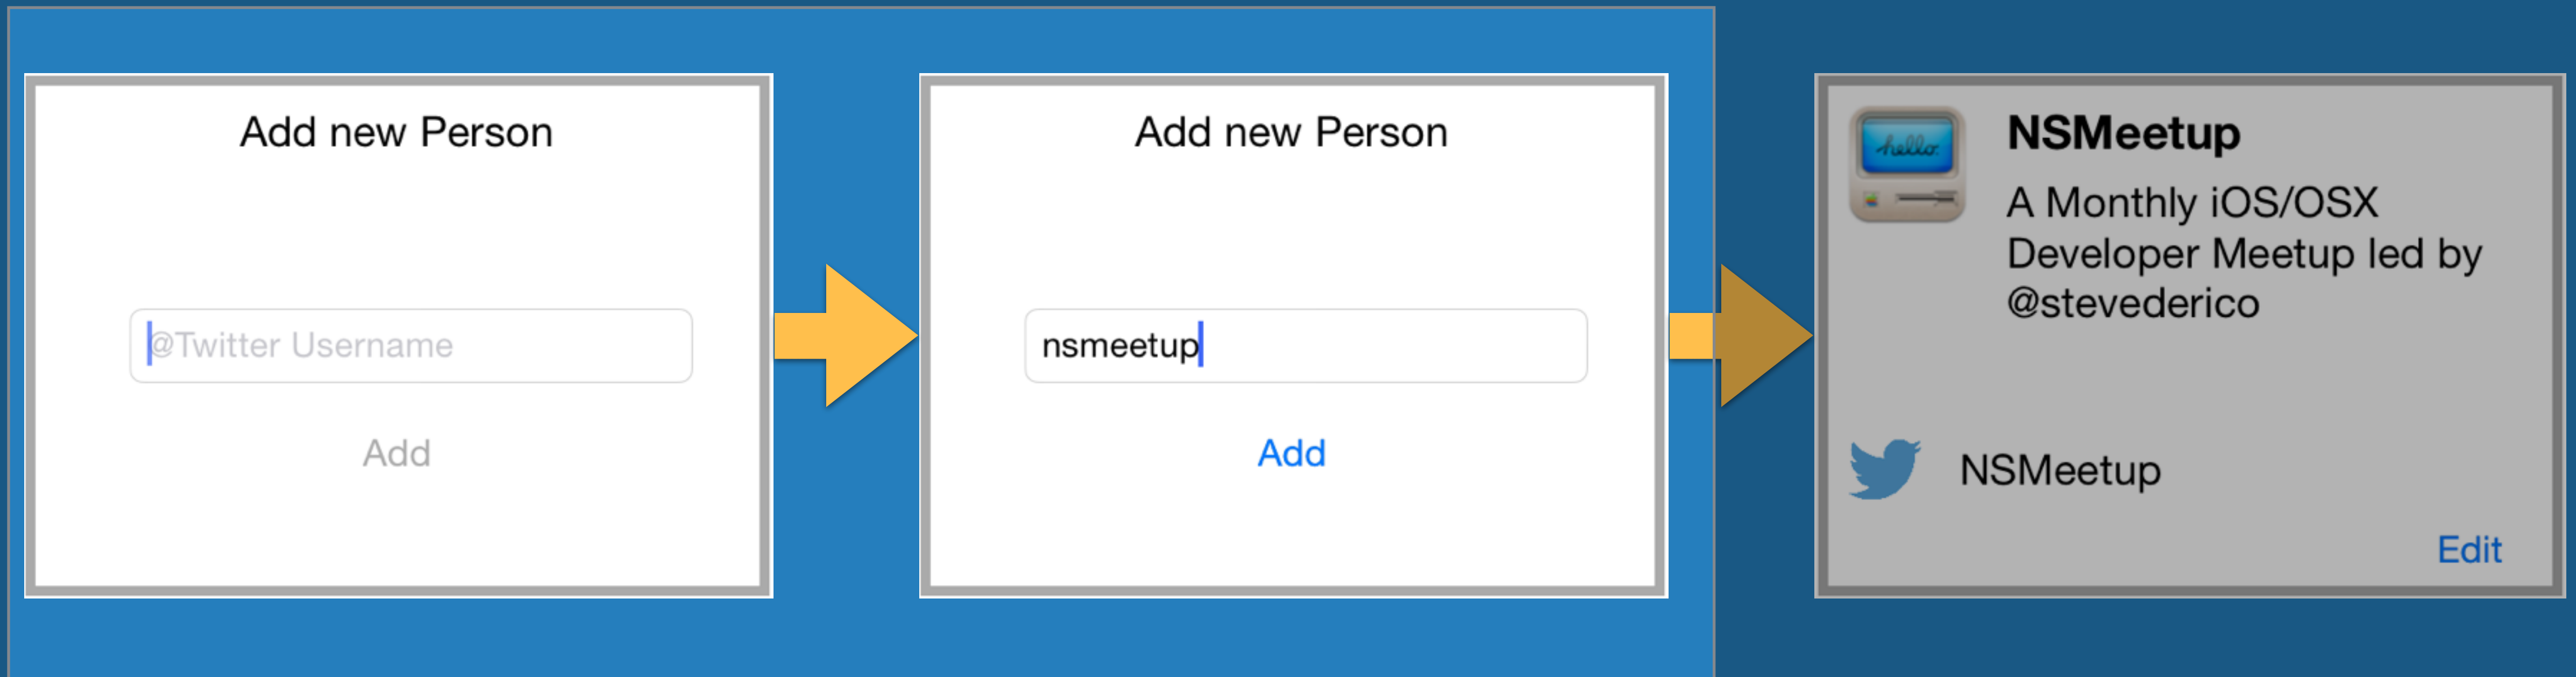 Add new Person
@Twitter Username
Add
Add new Person
nsmeetup
Add
hello.
NSMeetup
A Monthly iOS/OSX
Developer Meetup led by
@stevederico
NSMeetup
Edit